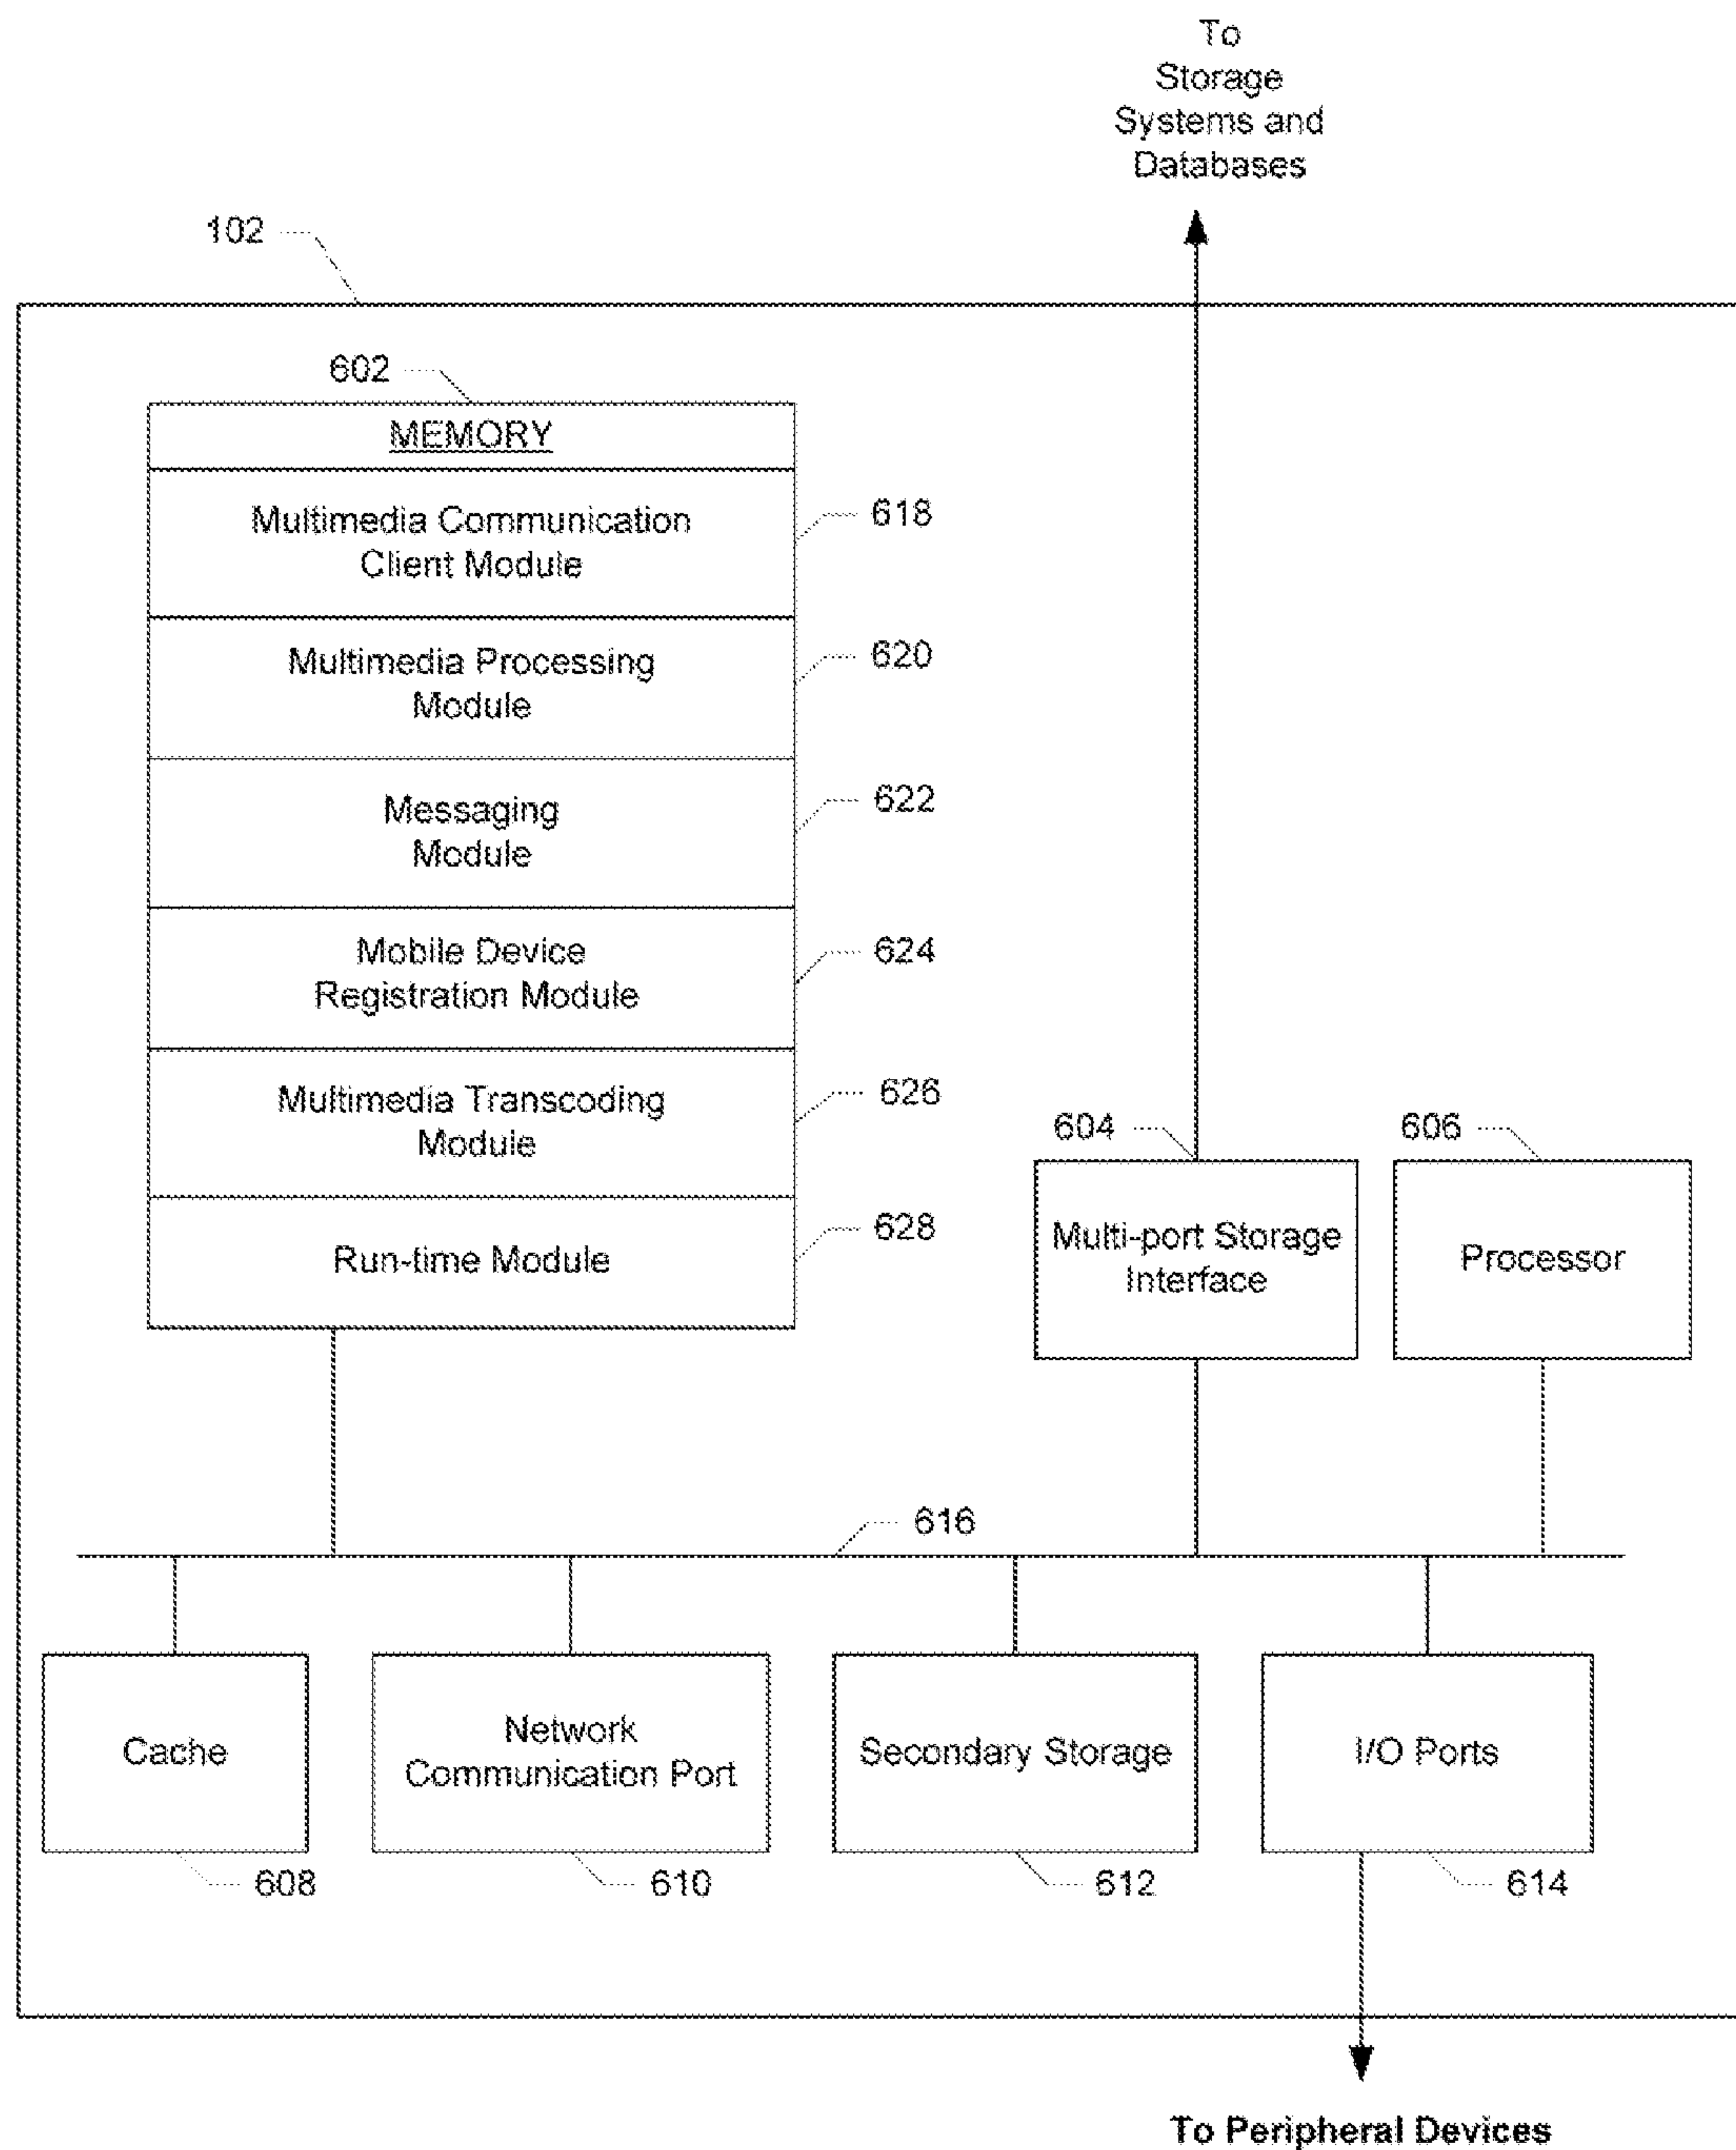 To
Storage
Systems and
Databases
102
602
MEMORY
Multimedia Communication
Client Module
618
Multimedia Processing
Module
620
Messaging
Module
622
Mobile Device
Registration Module
624
Multimedia Transcoding
Module
626
Run-time Module
628
604
Multi-port Storage
Interface
606
Processor
616
Cache
608
Network
Communication Port
610
Secondary Storage
612
I/O Ports
614
To Peripheral Devices